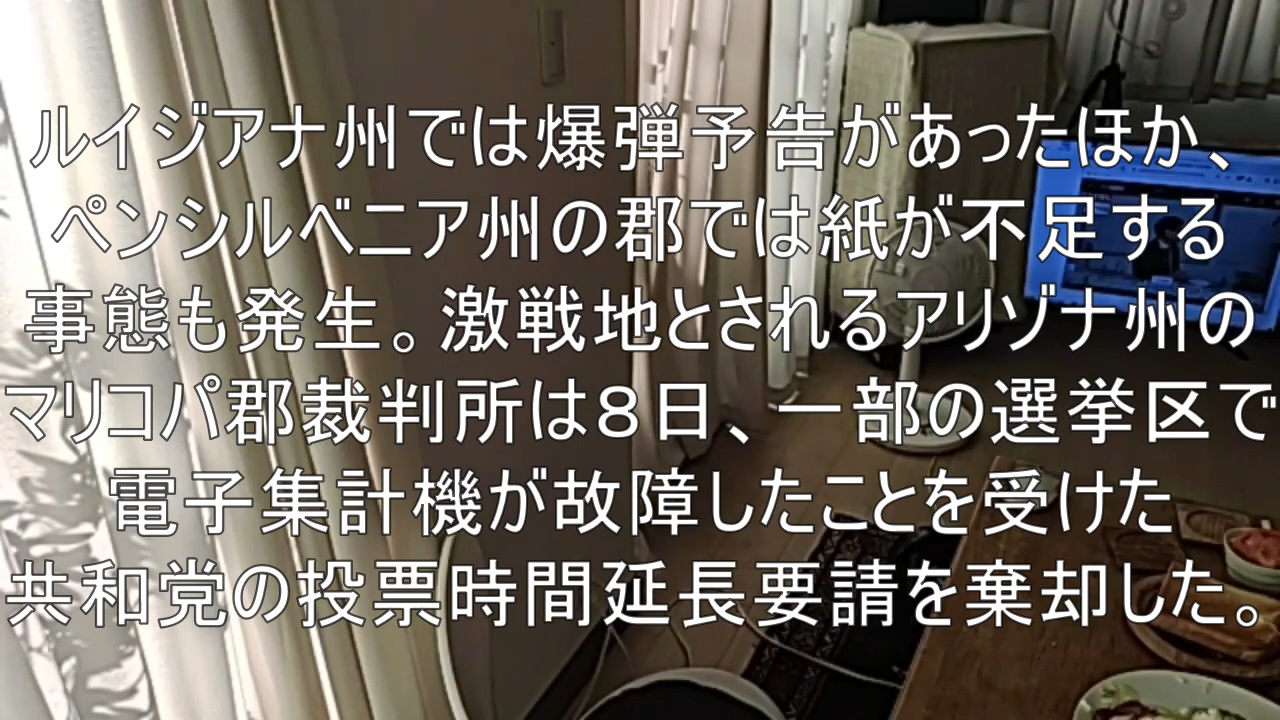 ルイジアナ州では爆弾予告があったほか、
ペンシルベニア州の郡では紙が不足する
事態も発生。激戦地とされるアリゾナ州の
マリコパ郡裁判所は８日、一部の選挙区で
電子集計機が故障したことを受けた
共和党の投票時間延長要請を棄却した。